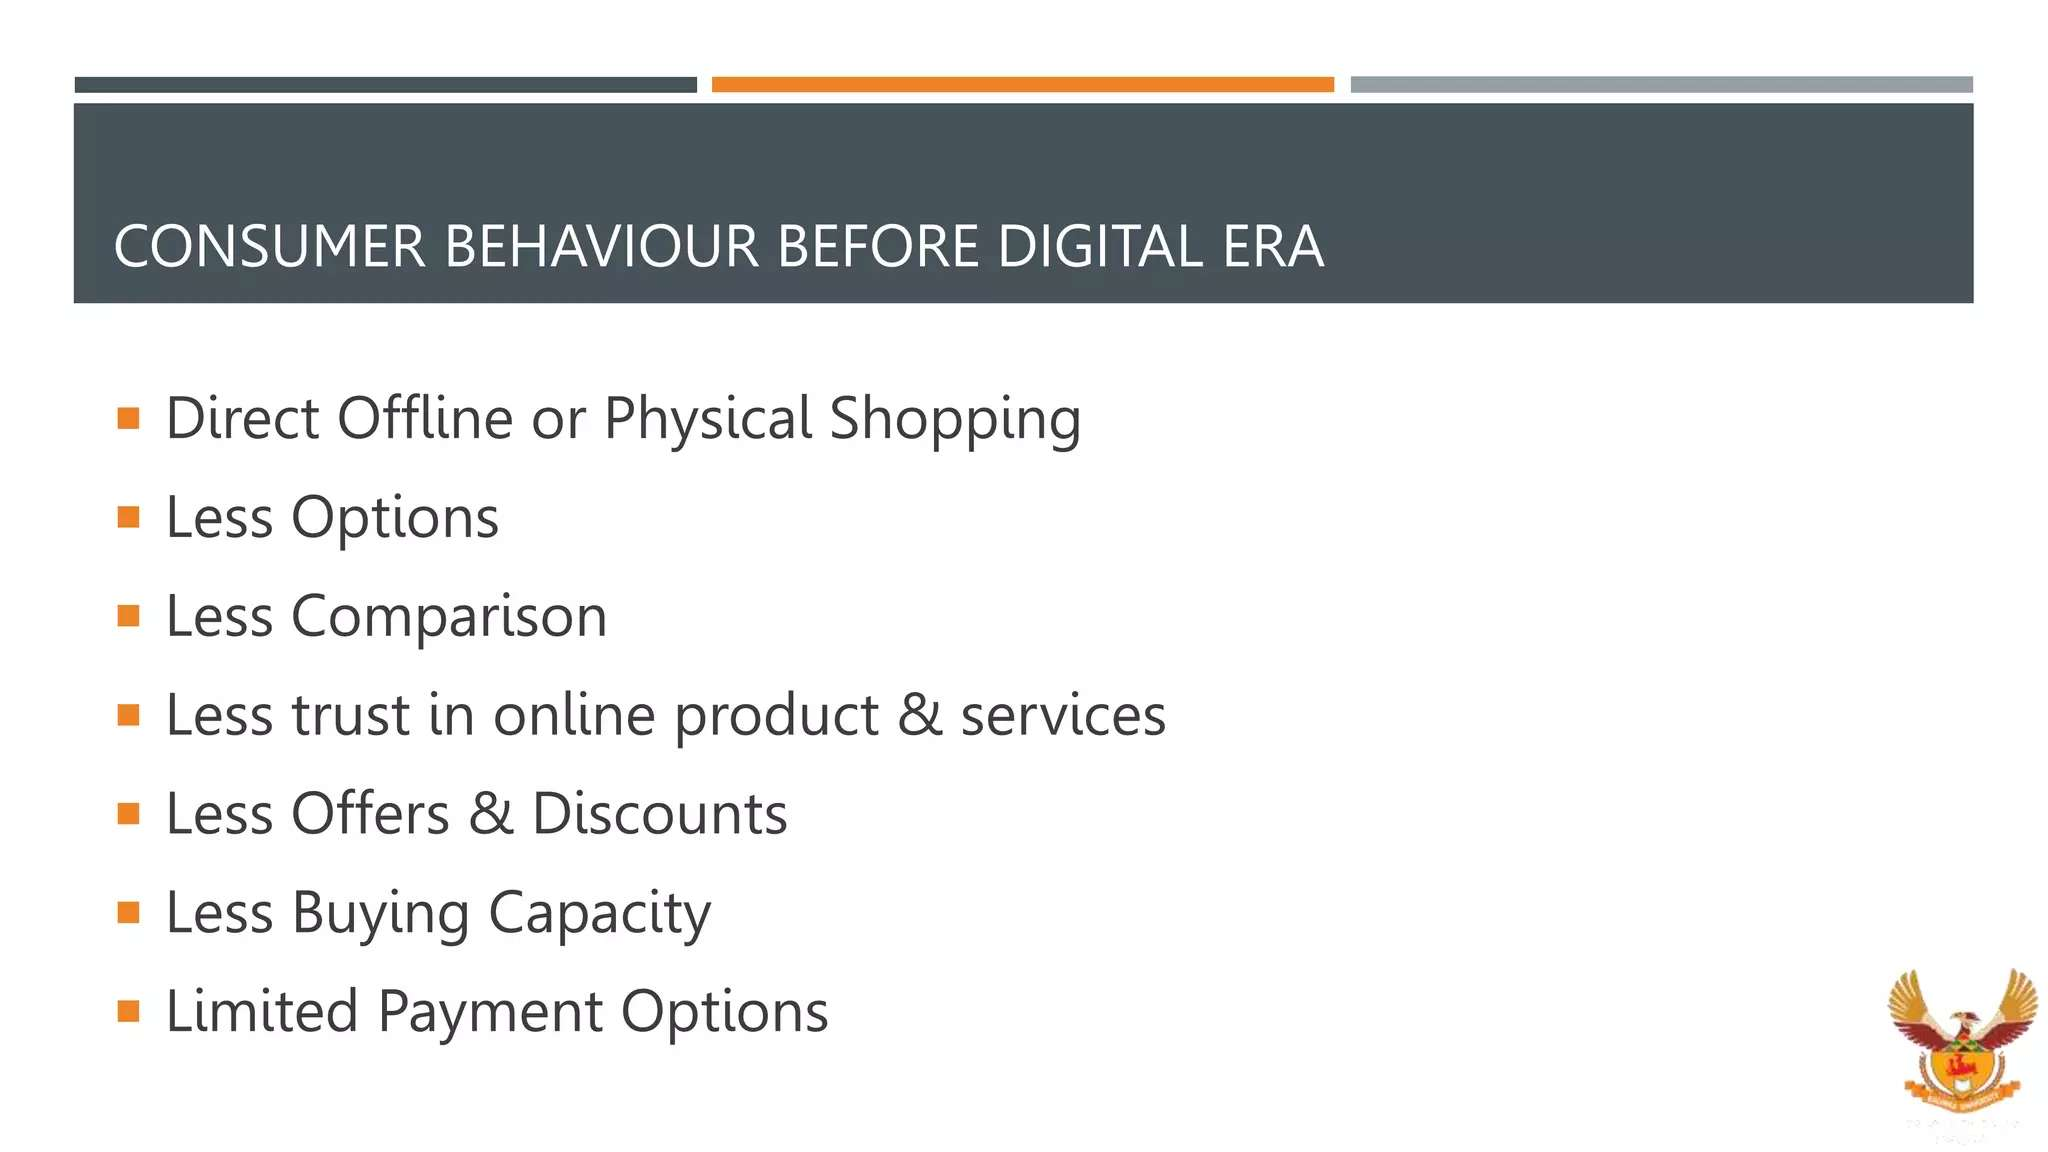 CONSUMER BEHAVIOUR BEFORE DIGITAL ERA
Direct Offline or Physical Shopping
Less Options
Less Comparison
Less trust in online product & services
Less Offers & Discounts
Less Buying Capacity
Limited Payment Options